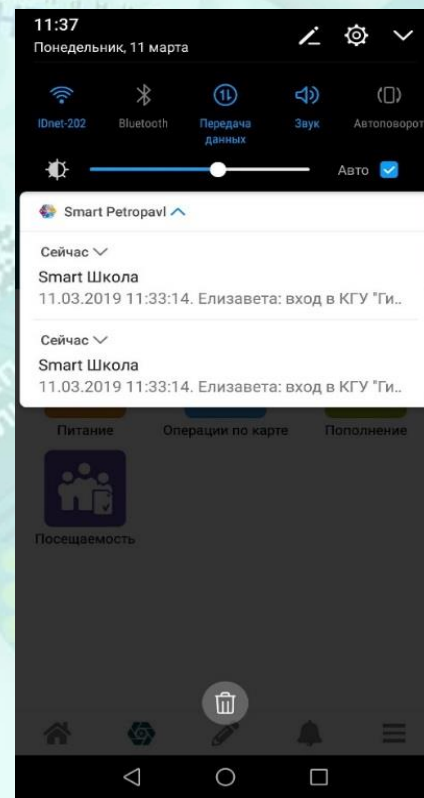 11:37
Понедельник, 11 марта
IDnet-202 Bluetooth Передача данных Звук Автоповорот
Авто
Smart Petropavl
Сейчас
Smart Школа
11.03.2019 11:33:14. Елизавета: вход в КГУ "Ги..
Сейчас
Smart Школа
11.03.2019 11:33:14. Елизавета: вход в КГУ "Ги..
Питание Операции по карте Пополнение
Посещаемость